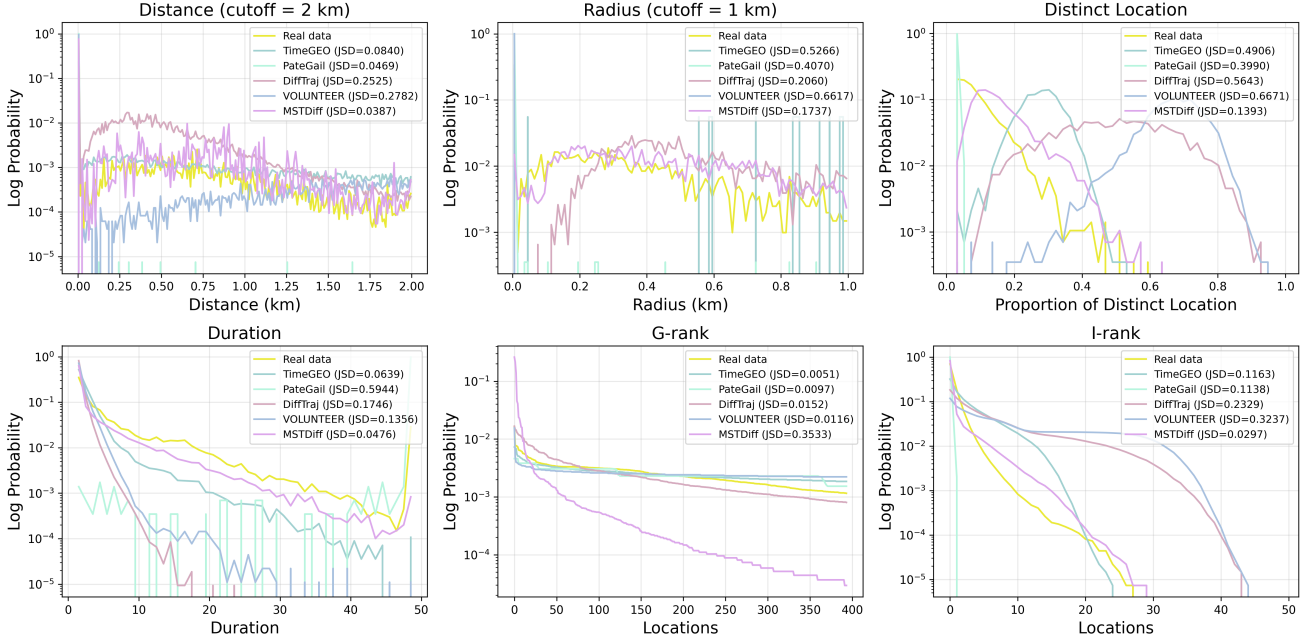 Distance (cutoff = 2 km)
Log Probability
10⁰
10⁻¹
10⁻²
10⁻³
10⁻⁴
10⁻⁵
Real data
TimeGEO (JSD=0.0840)
PateGail (JSD=0.0469)
DiffTraj (JSD=0.2525)
VOLUNTEER (JSD=0.2782)
MSTDiff (JSD=0.0387)
0.00 0.25 0.50 0.75 1.00 1.25 1.50 1.75 2.00
Distance (km)
Radius (cutoff = 1 km)
Log Probability
10⁰
10⁻¹
10⁻²
10⁻³
Real data
TimeGEO (JSD=0.5266)
PateGail (JSD=0.4070)
DiffTraj (JSD=0.2060)
VOLUNTEER (JSD=0.6617)
MSTDiff (JSD=0.1737)
0.0 0.2 0.4 0.6 0.8 1.0
Radius (km)
Distinct Location
Log Probability
10⁰
10⁻¹
10⁻²
10⁻³
Real data
TimeGEO (JSD=0.4906)
PateGail (JSD=0.3990)
DiffTraj (JSD=0.5643)
VOLUNTEER (JSD=0.6671)
MSTDiff (JSD=0.1393)
0.0 0.2 0.4 0.6 0.8 1.0
Proportion of Distinct Location
Duration
Log Probability
10⁰
10⁻¹
10⁻²
10⁻³
10⁻⁴
10⁻⁵
Real data
TimeGEO (JSD=0.0639)
PateGail (JSD=0.5944)
DiffTraj (JSD=0.1746)
VOLUNTEER (JSD=0.1356)
MSTDiff (JSD=0.0476)
0 10 20 30 40 50
Duration
G-rank
Log Probability
10⁻¹
10⁻²
10⁻³
10⁻⁴
Real data
TimeGEO (JSD=0.0051)
PateGail (JSD=0.0097)
DiffTraj (JSD=0.0152)
VOLUNTEER (JSD=0.0116)
MSTDiff (JSD=0.3533)
0 50 100 150 200 250 300 350 400
Locations
I-rank
Log Probability
10⁰
10⁻¹
10⁻²
10⁻³
10⁻⁴
10⁻⁵
Real data
TimeGEO (JSD=0.1163)
PateGail (JSD=0.1138)
DiffTraj (JSD=0.2329)
VOLUNTEER (JSD=0.3237)
MSTDiff (JSD=0.0297)
0 10 20 30 40 50
Locations